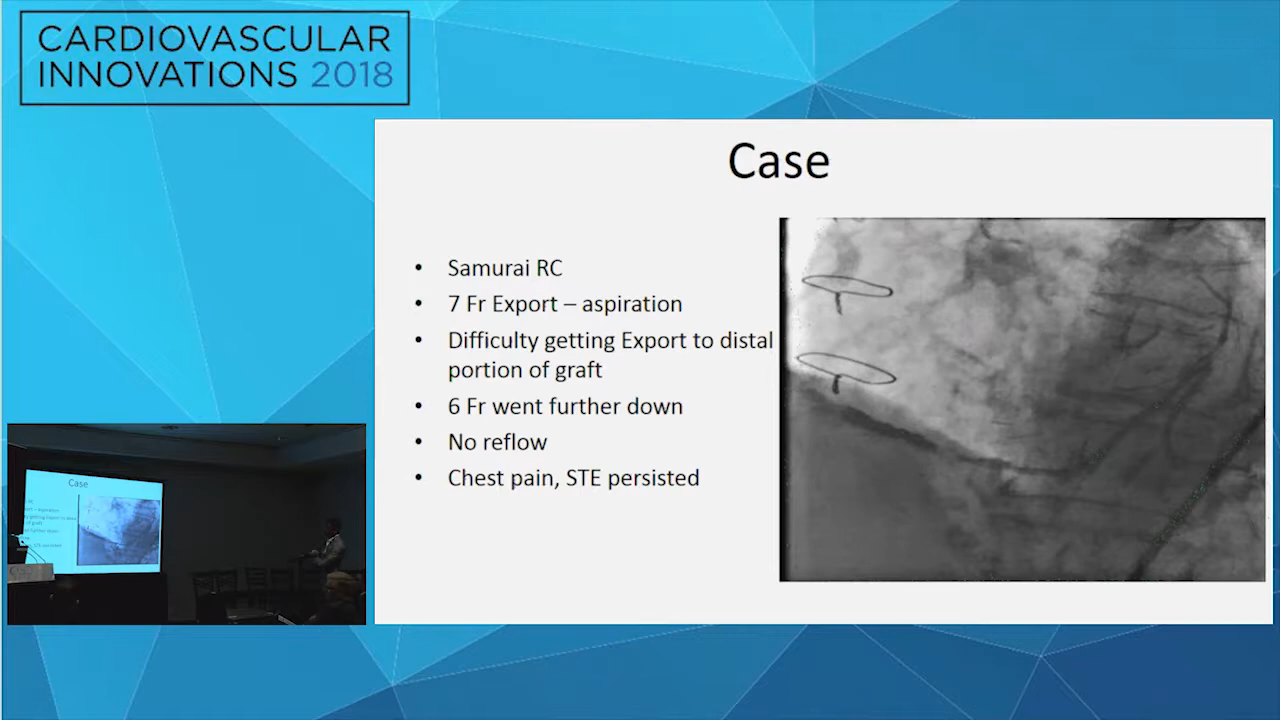 CARDIOVASCULAR
INNOVATIONS 2018
Case
• Samurai RC
• 7 Fr Export – aspiration
• Difficulty getting Export to distal
portion of graft
• 6 Fr went further down
• No reflow
• Chest pain, STE persisted
Case